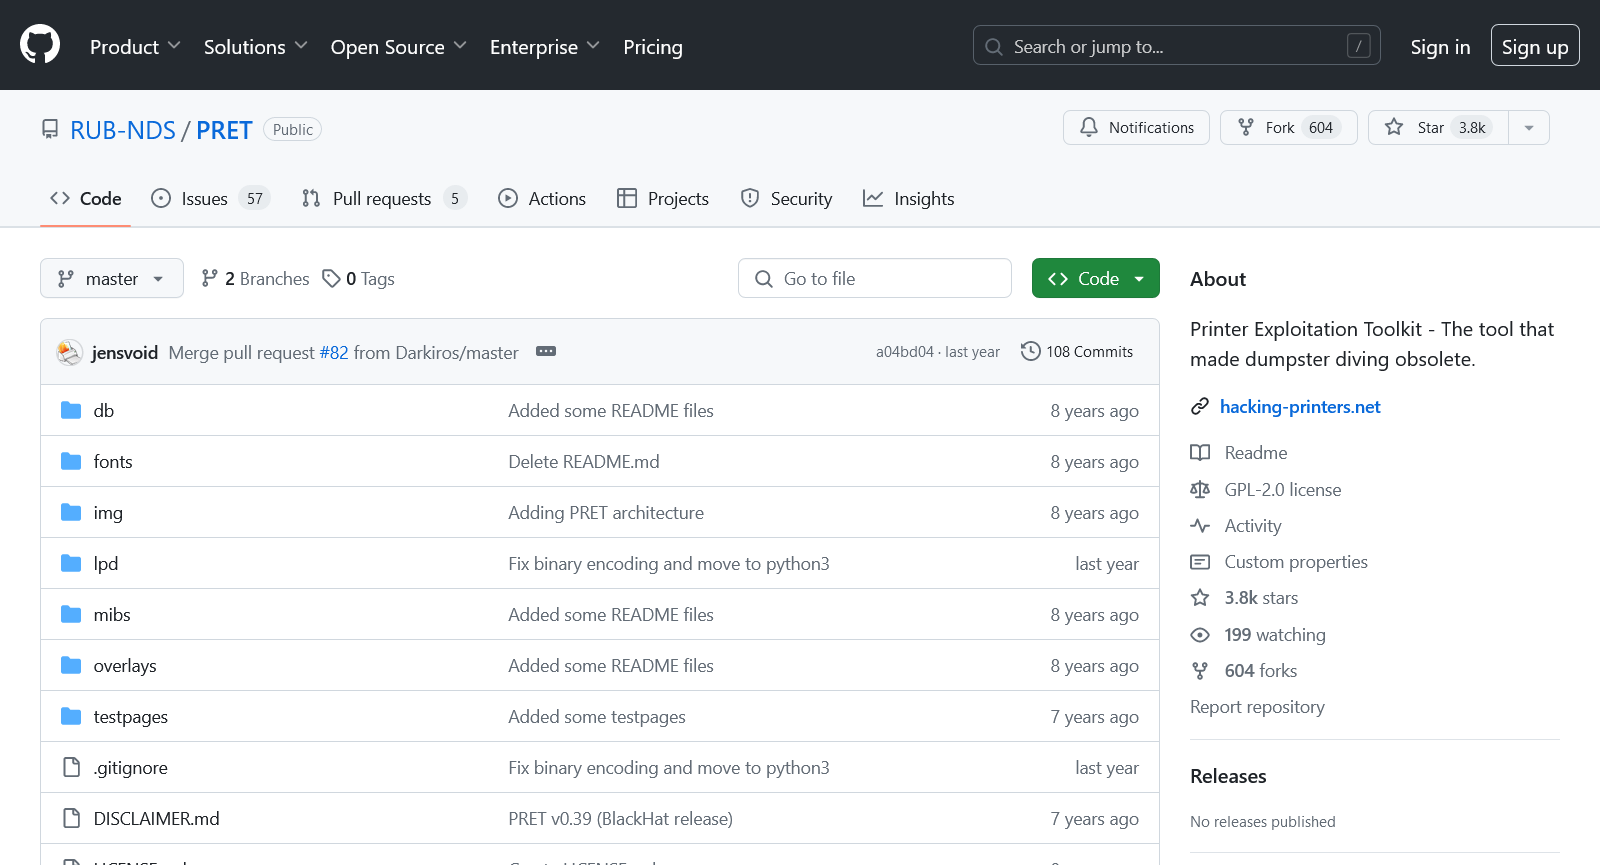 Product Solutions Open Source Enterprise Pricing Search or jump to... / Sign in Sign up
RUB-NDS / PRET Public Notifications Fork 604 Star 3.8k
Code Issues 57 Pull requests 5 Actions Projects Security Insights
master 2 Branches 0 Tags Go to file Code
jensvoid Merge pull request #82 from Darkiros/master a04bd04 · last year 108 Commits
db Added some README files 8 years ago
fonts Delete README.md 8 years ago
img Adding PRET architecture 8 years ago
lpd Fix binary encoding and move to python3 last year
mibs Added some README files 8 years ago
overlays Added some README files 8 years ago
testpages Added some testpages 7 years ago
.gitignore Fix binary encoding and move to python3 last year
DISCLAIMER.md PRET v0.39 (BlackHat release) 7 years ago
About
Printer Exploitation Toolkit - The tool that
made dumpster diving obsolete.
hacking-printers.net
Readme
GPL-2.0 license
Activity
Custom properties
3.8k stars
199 watching
604 forks
Report repository
Releases
No releases published